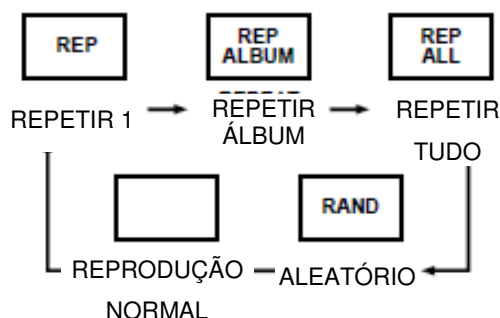 REP
REP
ALBUM
REP
ALL
REPETIR 1
REPETIR
ÁLBUM
REPETIR
TUDO
RAND
REPRODUÇÃO
NORMAL
ALEATÓRIO